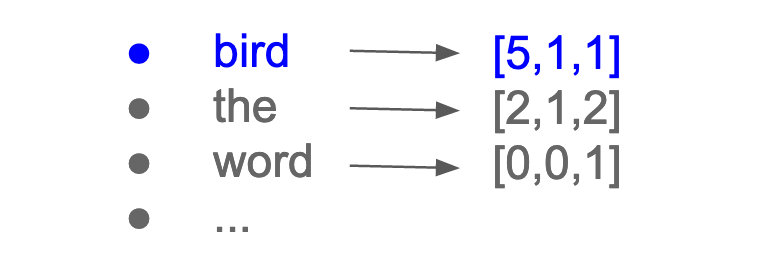 • bird → [5,1,1]
• the → [2,1,2]
• word → [0,0,1]
• ...